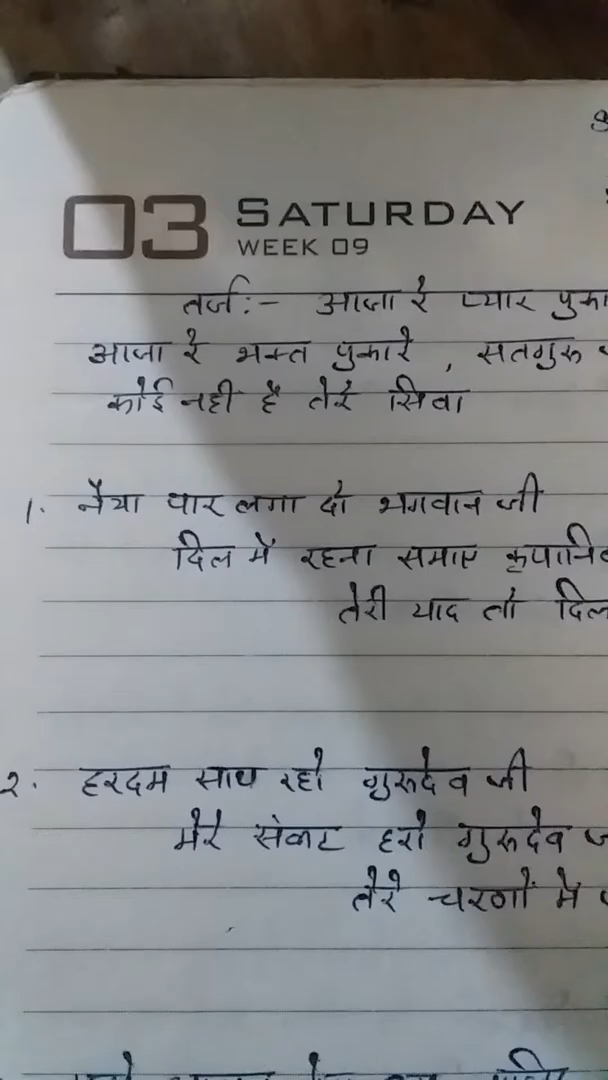 03 SATURDAY
WEEK 09
तर्ज:- आजा रे प्यार
आजा रे भक्त पुकारे , सतगुरु
कोई नही है तेरे सिवा
1. नैया पार लगा दो भगवान जी
दिल में रहना समाए
तेरी याद तो दिल
२. हरदम साथ रहो गुरुदेव जी
मेरे संकट हरो गुरुदेव
तेरे चरणों में